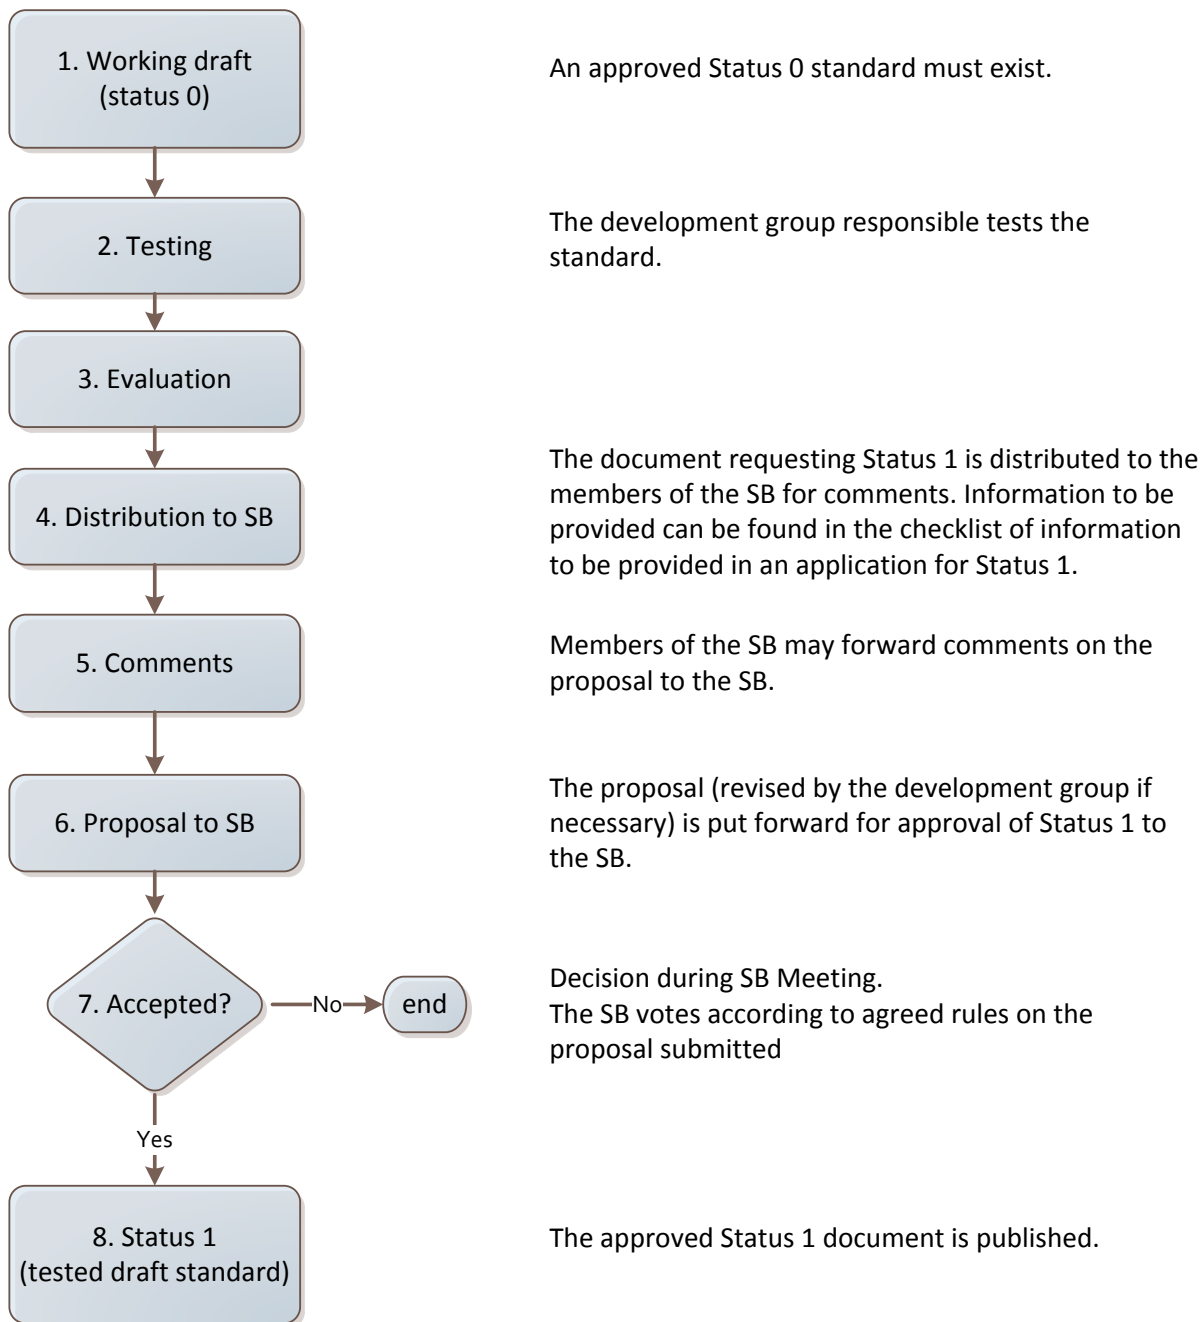 1. Working draft
(status 0)
An approved Status 0 standard must exist.
2. Testing
The development group responsible tests the
standard.
3. Evaluation
4. Distribution to SB
The document requesting Status 1 is distributed to the
members of the SB for comments. Information to be
provided can be found in the checklist of information
to be provided in an application for Status 1.
5. Comments
Members of the SB may forward comments on the
proposal to the SB.
6. Proposal to SB
The proposal (revised by the development group if
necessary) is put forward for approval of Status 1 to
the SB.
7. Accepted?
No
end
Decision during SB Meeting.
The SB votes according to agreed rules on the
proposal submitted
Yes
8. Status 1
(tested draft standard)
The approved Status 1 document is published.